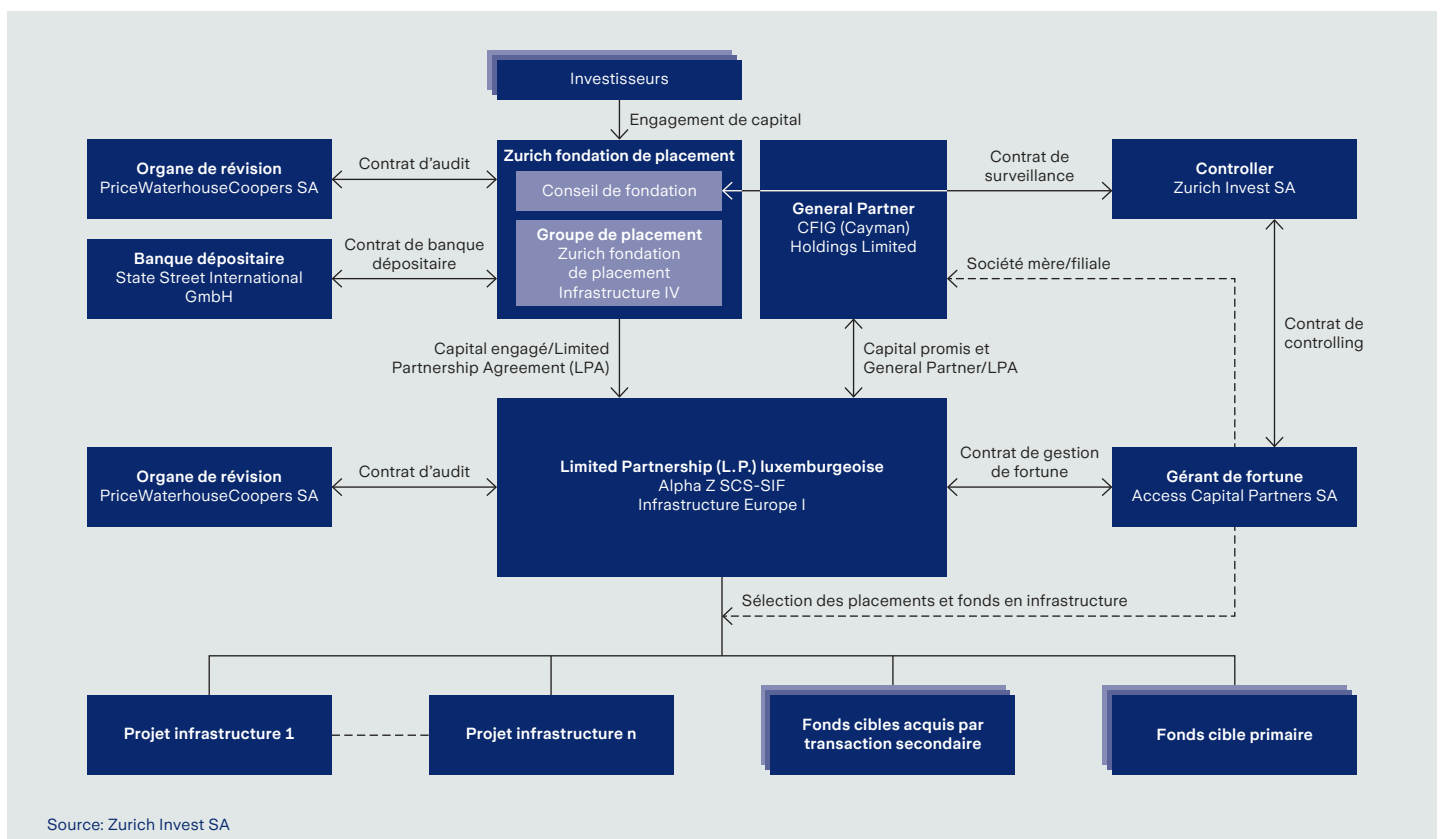 Investisseurs
Engagement de capital
Organe de révision
PriceWaterhouseCoopers SA
Contrat d’audit
Zurich fondation de placement
Conseil de fondation
Groupe de placement
Zurich fondation
de placement
Infrastructure IV
General Partner
CFIG (Cayman)
Holdings Limited
Contrat de
surveillance
Controller
Zurich Invest SA
Banque dépositaire
State Street International
GmbH
Contrat de banque
dépositaire
Société mère/filiale
Contrat de
controlling
Capital engagé/Limited
Partnership Agreement (LPA)
Capital promis et
General Partner/LPA
Organe de révision
PriceWaterhouseCoopers SA
Contrat d’audit
Limited Partnership (L. P.) luxemburgeoise
Alpha Z SCS-SIF
Infrastructure Europe I
Contrat de gestion
de fortune
Gérant de fortune
Access Capital Partners SA
Sélection des placements et fonds en infrastructure
Projet infrastructure 1
Projet infrastructure n
Fonds cibles acquis par
transaction secondaire
Fonds cible primaire
Source: Zurich Invest SA